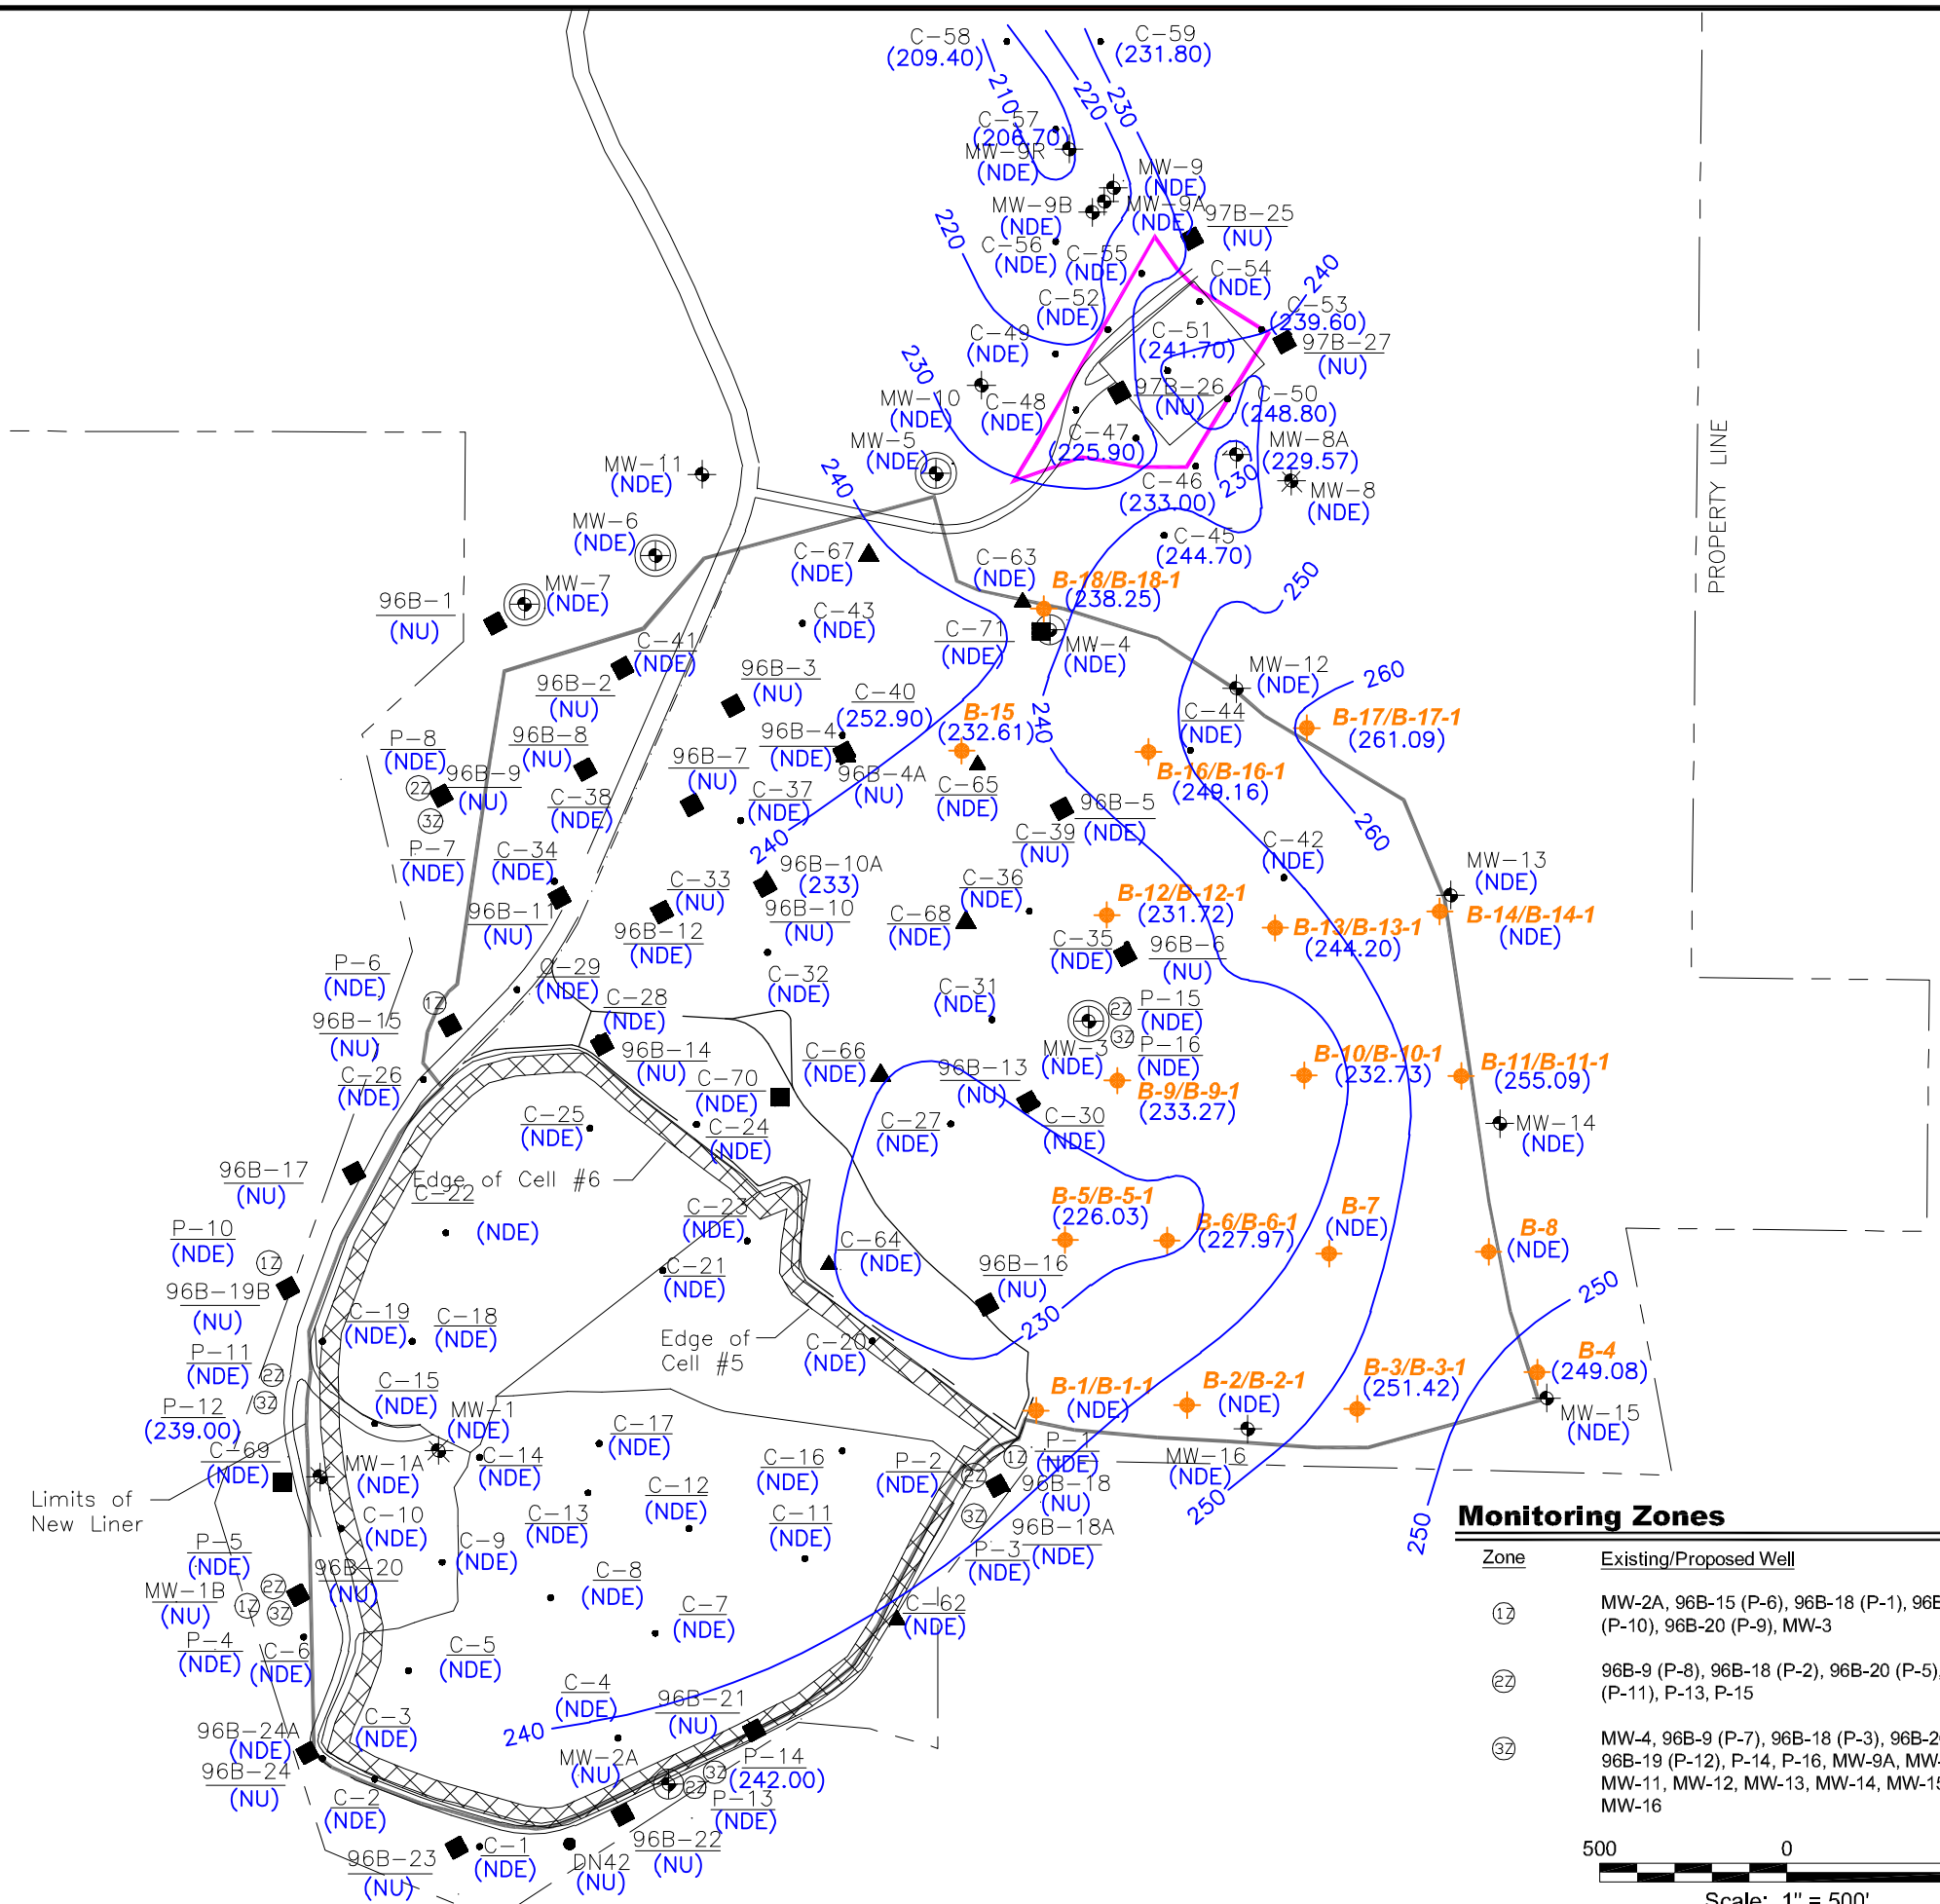 C-58
(209.40)
C-59
(231.80)
210
220
230
C-57
(206.70)
MW-9R
(NDE)
MW-9
(NDE)
MW-9B
(NDE)
MW-9A
(NDE)
97B-25
(NU)
220
C-56
(NDE)
C-55
(NDE)
C-54
(NDE)
240
C-52
(NDE)
C-53
(239.60)
C-49
(NDE)
C-51
(241.70)
97B-27
(NU)
230
MW-10
(NDE)
C-48
(NDE)
97B-26
(NU)
C-50
(248.80)
MW-5
(NDE)
C-47
(225.90)
MW-8A
(229.57)
PROPERTY LINE
MW-11
(NDE)
240
C-46
(233.00)
230
MW-8
(NDE)
MW-6
(NDE)
C-67
(NDE)
C-63
(NDE)
C-45
(244.70)
250
96B-1
(NU)
MW-7
(NDE)
B-18/B-18-1
(238.25)
C-43
(NDE)
C-71
(NDE)
MW-4
(NDE)
C-41
(NDE)
96B-2
(NU)
96B-3
(NU)
C-40
(252.90)
B-15
(232.61)
240
MW-12
(NDE)
260
B-17/B-17-1
(261.09)
C-44
(NDE)
P-8
(NDE)
96B-8
(NU)
96B-4
(NDE)
96B-7
(NU)
96B-9
(NU)
96B-4A
(NU)
B-16/B-16-1
(249.16)
2Z
3Z
C-38
(NDE)
C-37
(NDE)
C-65
(NDE)
96B-5
(NDE)
260
P-7
(NDE)
C-34
(NDE)
240
C-39
(NU)
C-42
(NDE)
MW-13
(NDE)
96B-10A
(233)
C-33
(NU)
C-36
(NDE)
B-12/B-12-1
(231.72)
96B-11
(NU)
96B-12
(NDE)
96B-10
(NU)
C-68
(NDE)
B-13/B-13-1
(244.20)
B-14/B-14-1
(NDE)
C-35
(NDE)
96B-6
(NU)
P-6
(NDE)
C-29
(NDE)
C-32
(NDE)
C-31
(NDE)
1Z
C-28
(NDE)
2Z
P-15
(NDE)
96B-15
(NU)
96B-14
(NU)
C-66
(NDE)
96B-13
(NU)
MW-3
(NDE)
3Z
P-16
(NDE)
B-10/B-10-1
(232.73)
B-11/B-11-1
(255.09)
C-26
(NDE)
C-70
(NDE)
B-9/B-9-1
(233.27)
C-25
(NDE)
C-24
(NDE)
C-27
(NDE)
C-30
(NDE)
MW-14
(NDE)
96B-17
(NU)
Edge of Cell #6
C-22
(NDE)
C-23
(NDE)
B-5/B-5-1
(226.03)
B-6/B-6-1
(227.97)
B-7
(NDE)
B-8
(NDE)
P-10
(NDE)
1Z
C-64
(NDE)
C-21
(NDE)
96B-16
(NU)
250
96B-19B
(NU)
C-19
(NDE)
C-18
(NDE)
Edge of
Cell #5
C-20
(NDE)
230
P-11
(NDE)
2Z
3Z
C-15
(NDE)
B-1/B-1-1
(NDE)
B-2/B-2-1
(NDE)
B-3/B-3-1
(251.42)
B-4
(249.08)
P-12
(239.00)
MW-1
(NDE)
MW-15
(NDE)
C-69
(NDE)
MW-1A
(NDE)
C-14
(NDE)
C-17
(NDE)
C-16
(NDE)
P-2
(NDE)
1Z
P-1
(NDE)
2Z
MW-16
(NDE)
Limits of
New Liner
C-12
(NDE)
96B-18
(NU)
250
250
C-10
(NDE)
C-13
(NDE)
C-11
(NDE)
3Z
96B-18A
(NDE)
P-5
(NDE)
C-9
(NDE)
P-3
(NDE)
96B-20
(NU)
MW-1B
(NU)
1Z
2Z
3Z
C-8
(NDE)
C-7
(NDE)
C-62
(NDE)
P-4
(NDE)
C-6
(NDE)
C-5
(NDE)
C-4
(NDE)
96B-21
(NU)
240
96B-24A
(NDE)
C-3
(NDE)
96B-24
(NU)
MW-2A
(NU)
2Z
3Z
P-14
(242.00)
P-13
(NDE)
C-2
(NDE)
96B-23
(NU)
C-1
(NDE)
DN42
(NU)
96B-22
(NU)
Monitoring Zones
Zone
Existing/Proposed Well
1Z
MW-2A, 96B-15 (P-6), 96B-18 (P-1), 96B
(P-10), 96B-20 (P-9), MW-3
2Z
96B-9 (P-8), 96B-18 (P-2), 96B-20 (P-5),
(P-11), P-13, P-15
3Z
MW-4, 96B-9 (P-7), 96B-18 (P-3), 96B-2
96B-19 (P-12), P-14, P-16, MW-9A, MW-
MW-11, MW-12, MW-13, MW-14, MW-15
MW-16
500
0
Scale: 1" = 500'